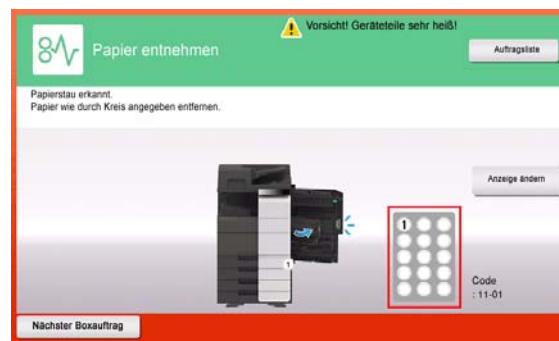 Vorsicht! Geräteteile sehr heiß!
Papier entnehmen
Auftragsliste
Papierstau erkannt.
Papier wie durch Kreis angegeben entfernen.
Anzeige ändern
1
1
Code
: 11-01
Nächster Boxauftrag